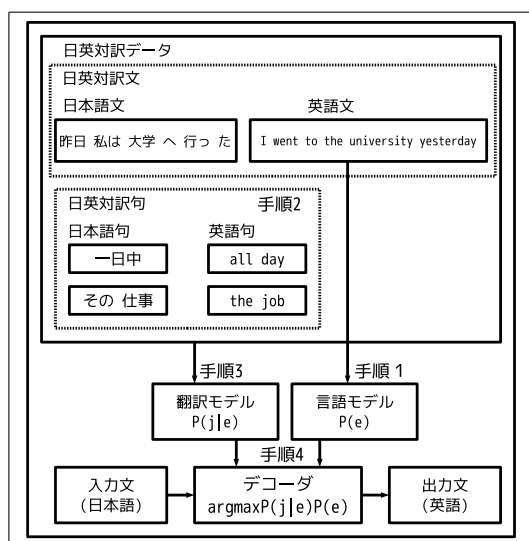 日英対訳データ
日英対訳文
日本語文 英語文
昨日 私は 大学 へ 行っ た I went to the university yesterday
日英対訳句 手順2
日本語句 英語句
一日中 all day
その 仕事 the job
手順3 手順 1
翻訳モデル 言語モデル
P(j|e) P(e)
手順4
入力文 デコーダ 出力文
(日本語) argmaxP(j|e)P(e) (英語)